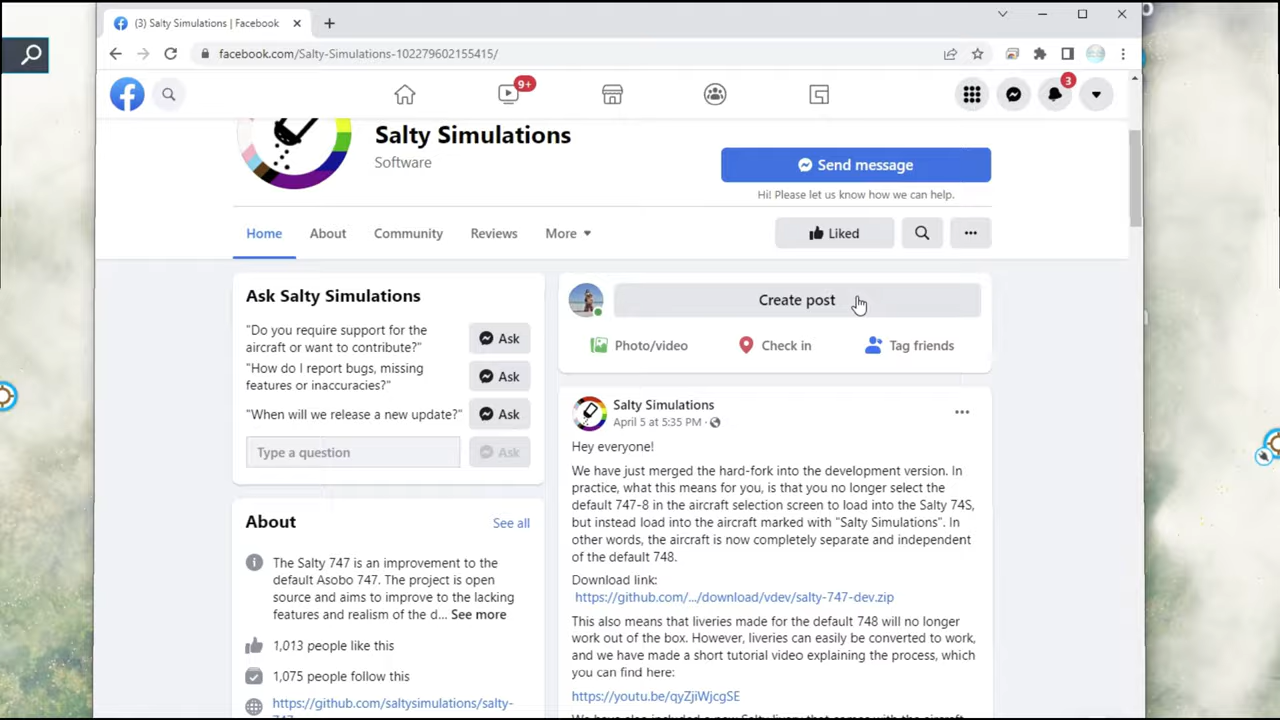 (3) Salty Simulations | Facebook
facebook.com/Salty-Simulations-102279602155415/
9+
3
Salty Simulations
Software
Send message
Hi! Please let us know how we can help.
Home
About
Community
Reviews
More
Liked
Ask Salty Simulations
"Do you require support for the
aircraft or want to contribute?"
Ask
"How do I report bugs, missing
features or inaccuracies?"
Ask
"When will we release a new update?"
Ask
Type a question
Ask
About
See all
The Salty 747 is an improvement to the
default Asobo 747. The project is open
source and aims to improve to the lacking
features and realism of the d... See more
1,013 people like this
1,075 people follow this
https://github.com/saltysimulations/salty-
Create post
Photo/video
Check in
Tag friends
Salty Simulations
April 5 at 5:35 PM ·
Hey everyone!
We have just merged the hard-fork into the development version. In
practice, what this means for you, is that you no longer select the
default 747-8 in the aircraft selection screen to load into the Salty 74S,
but instead load into the aircraft marked with "Salty Simulations". In
other words, the aircraft is now completely separate and independent
of the default 748.
Download link:
https://github.com/.../download/vdev/salty-747-dev.zip
This also means that liveries made for the default 748 will no longer
work out of the box. However, liveries can easily be converted to work,
and we have made a short tutorial video explaining the process, which
you can find here:
https://youtu.be/qyZjiWjcgSE
We have also included a new Salty livery that comes with the aircraft